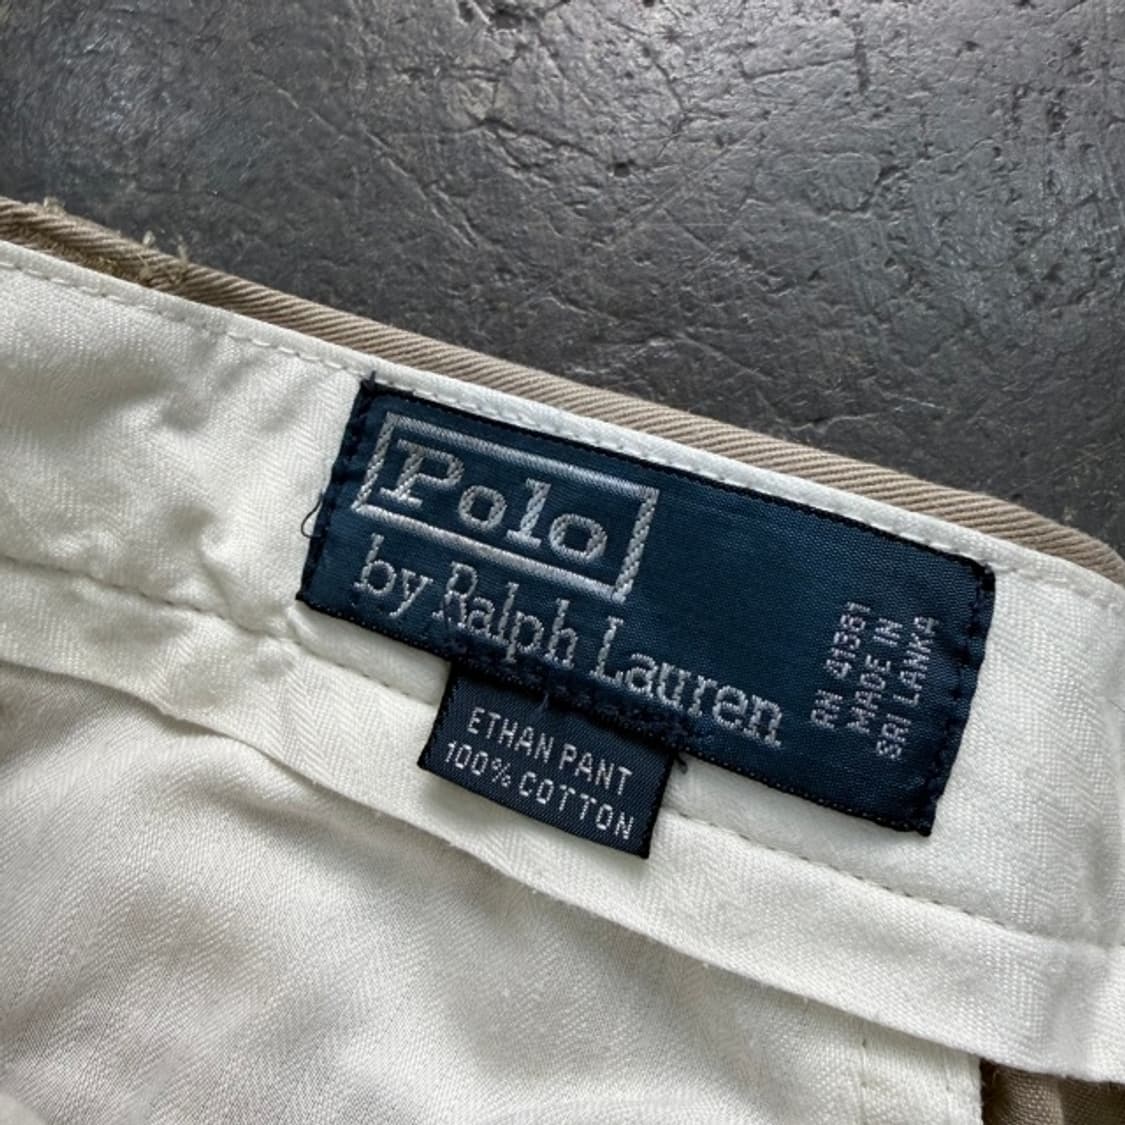 Polo
by Ralph Lauren
RN 41381
MADE IN
SRI LANKA
ETHAN PANT
100% COTTON